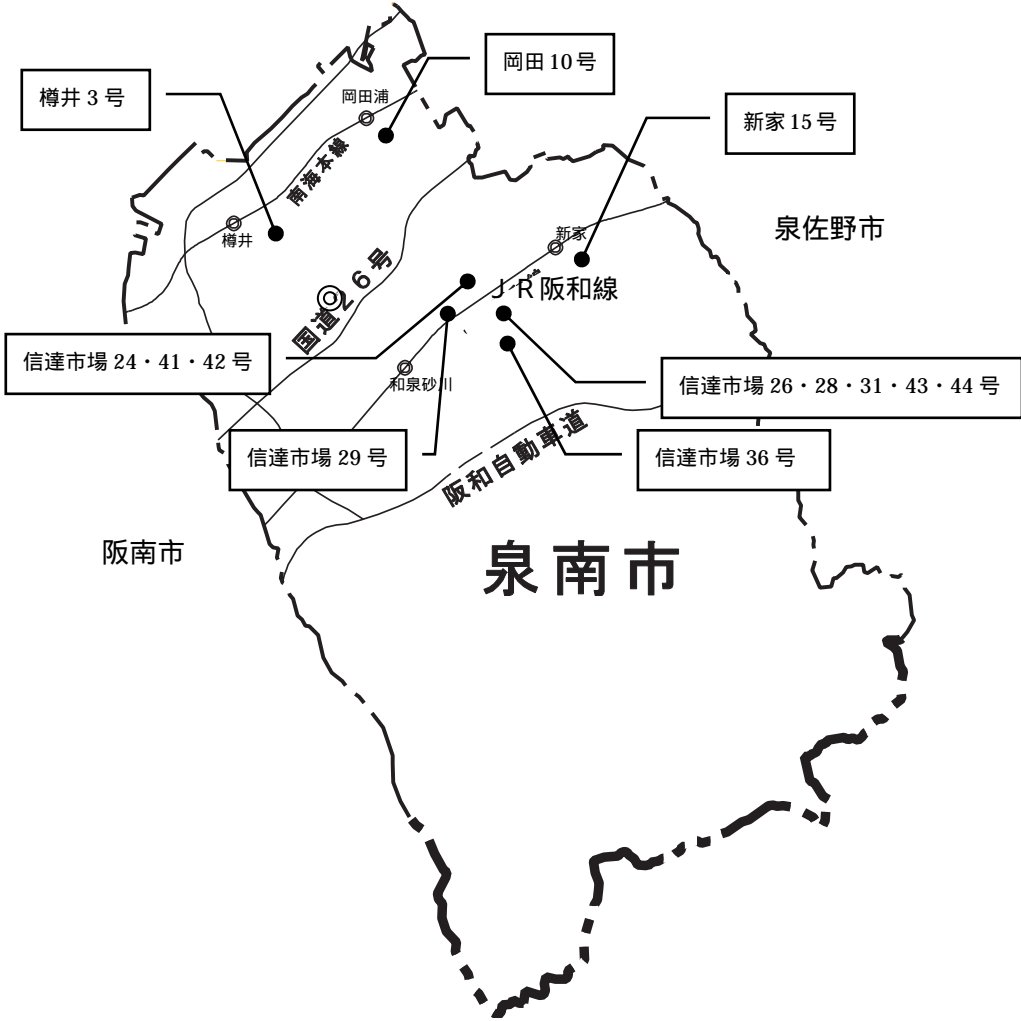 岡田 10 号
樽井 3 号
岡田浦
新家 15 号
南海本線
泉佐野市
樽井
新家
国道26号
ＪＲ阪和線
信達市場 24・41・42 号
和泉砂川
信達市場 26・28・31・43・44 号
阪和自動車道
信達市場 29 号
信達市場 36 号
阪南市
泉南市